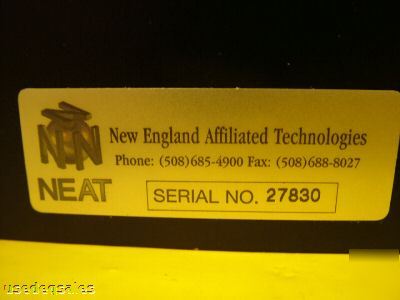 New England Affiliated Technologies
Phone: (508)685-4900 Fax: (508)688-8027
NEAT
SERIAL NO. 27830
usedeqsales